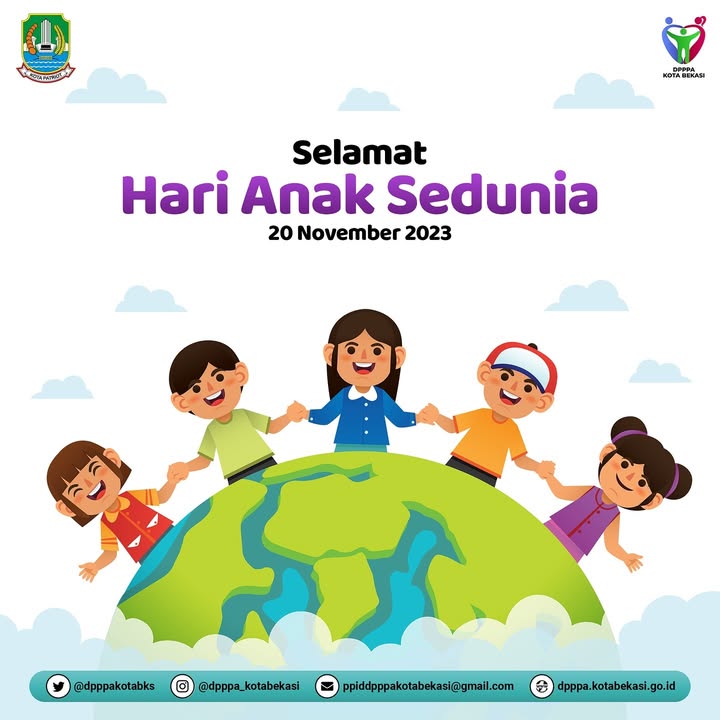 KOTA PATRIOT
DPPPA
KOTA BEKASI
Selamat
Hari Anak Sedunia
20 November 2023
@dpppakotabks
@dpppa_kotabekasi
ppiddpppakotabekasi@gmail.com
dpppa.kotabekasi.go.id